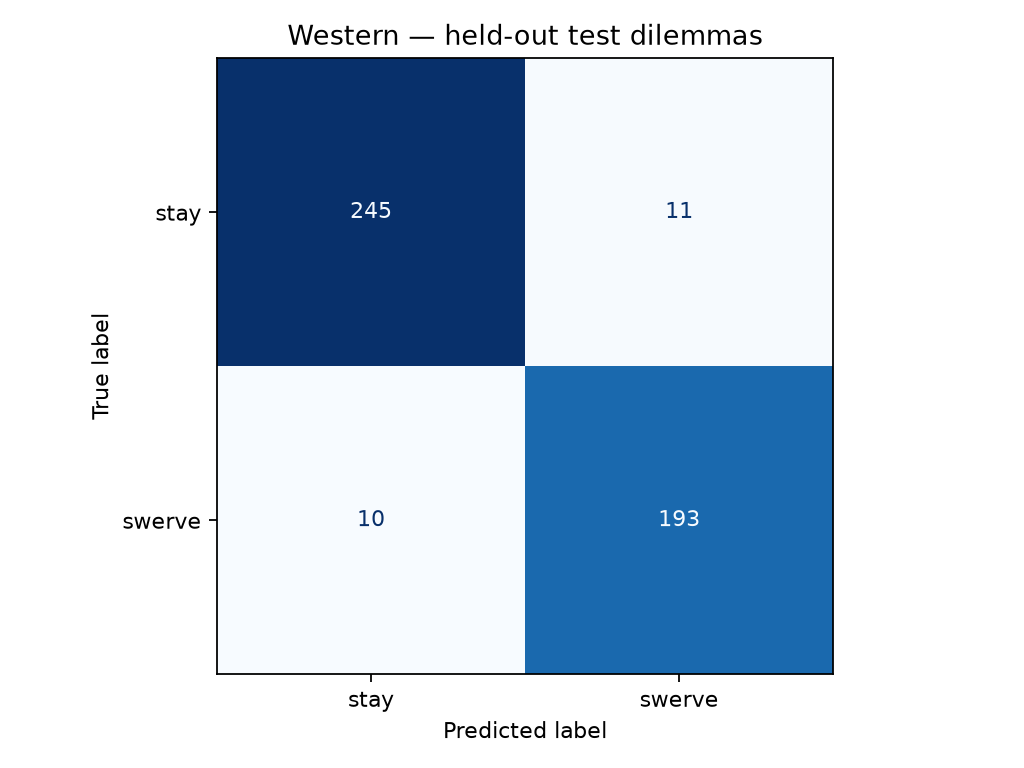 Western — held-out test dilemmas
245
11
10
193
stay
swerve
True label
stay
swerve
Predicted label